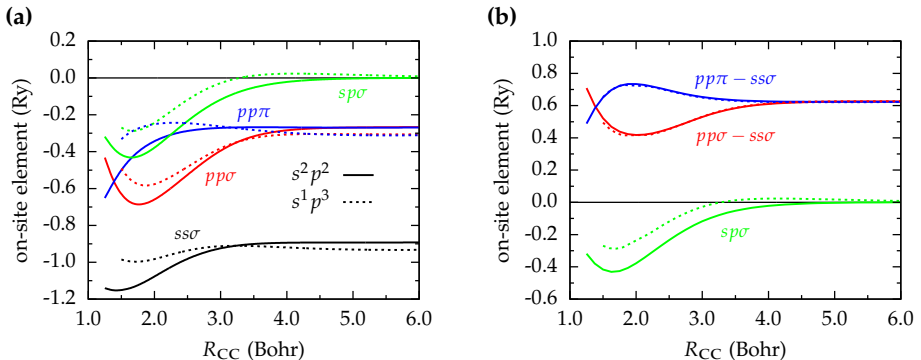 (a)
on-site element (Ry)
0.2
0.0
-0.2
-0.4
-0.6
-0.8
-1.0
-1.2
spσ
ppπ
ppσ
s²p²
s¹p³
ssσ
1.0 2.0 3.0 4.0 5.0 6.0
R_CC (Bohr)
(b)
on-site element (Ry)
1.0
0.8
0.6
0.4
0.2
0.0
-0.2
-0.4
-0.6
ppπ − ssσ
ppσ − ssσ
spσ
1.0 2.0 3.0 4.0 5.0 6.0
R_CC (Bohr)